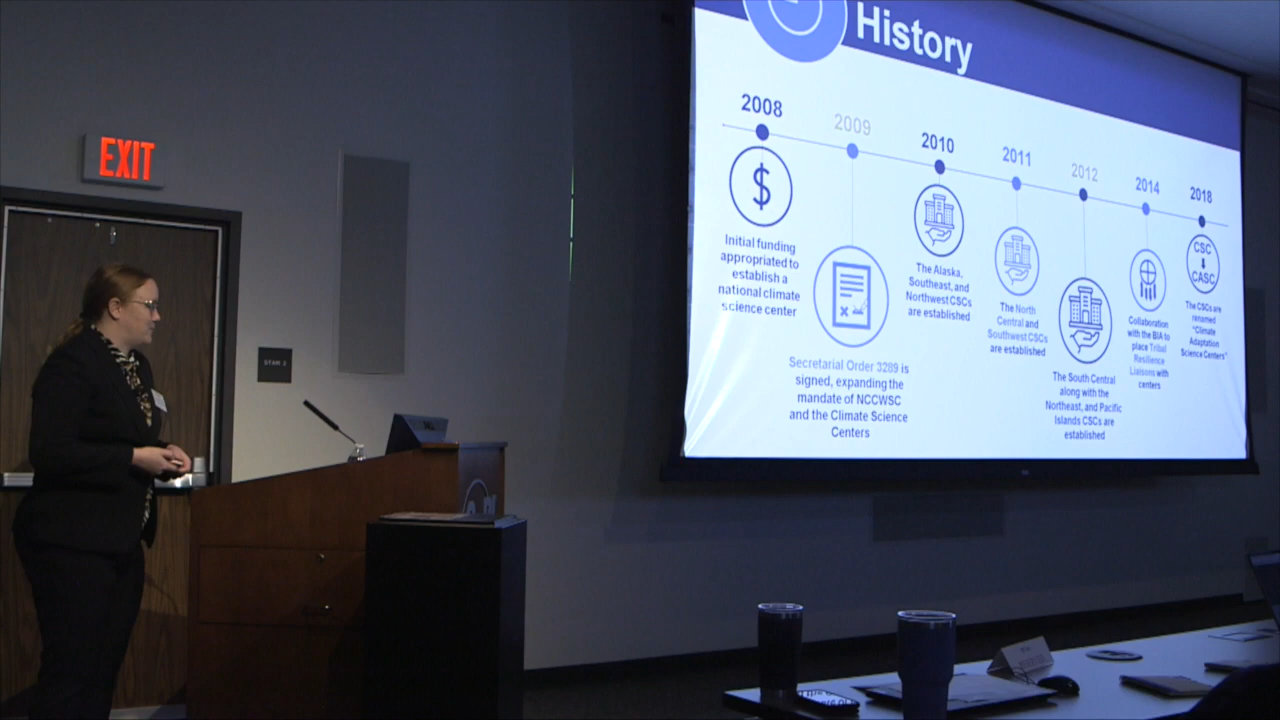 History
2008
2009
2010
2011
2012
2014
2018
Initial funding
appropriated to
establish a
national climate
science center
Secretarial Order 3289 is
signed, expanding the
mandate of NCCWSC
and the Climate Science
Centers
The Alaska,
Southeast, and
Northwest CSCs
are established
The North
Central and
Southwest CSCs
are established
The South Central
along with the
Northeast, and Pacific
Islands CSCs are
established
Collaboration
with the BIA to
place Tribal
Resilience
Liaisons with
centers
CSC
CASC
The CSCs are
renamed
"Climate
Adaptation
Science Centers"
EXIT